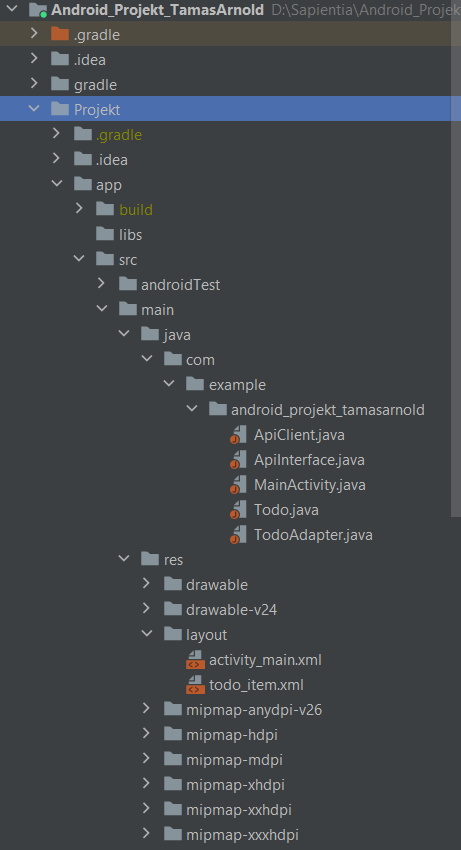 Android_Projekt_TamasArnold D:\Sapientia\Android_Projek
.gradle
.idea
gradle
Projekt
.gradle
.idea
app
build
libs
src
androidTest
main
java
com
example
android_projekt_tamasarnold
ApiClient.java
ApiInterface.java
MainActivity.java
Todo.java
TodoAdapter.java
res
drawable
drawable-v24
layout
activity_main.xml
todo_item.xml
mipmap-anydpi-v26
mipmap-hdpi
mipmap-mdpi
mipmap-xhdpi
mipmap-xxhdpi
mipmap-xxxhdpi